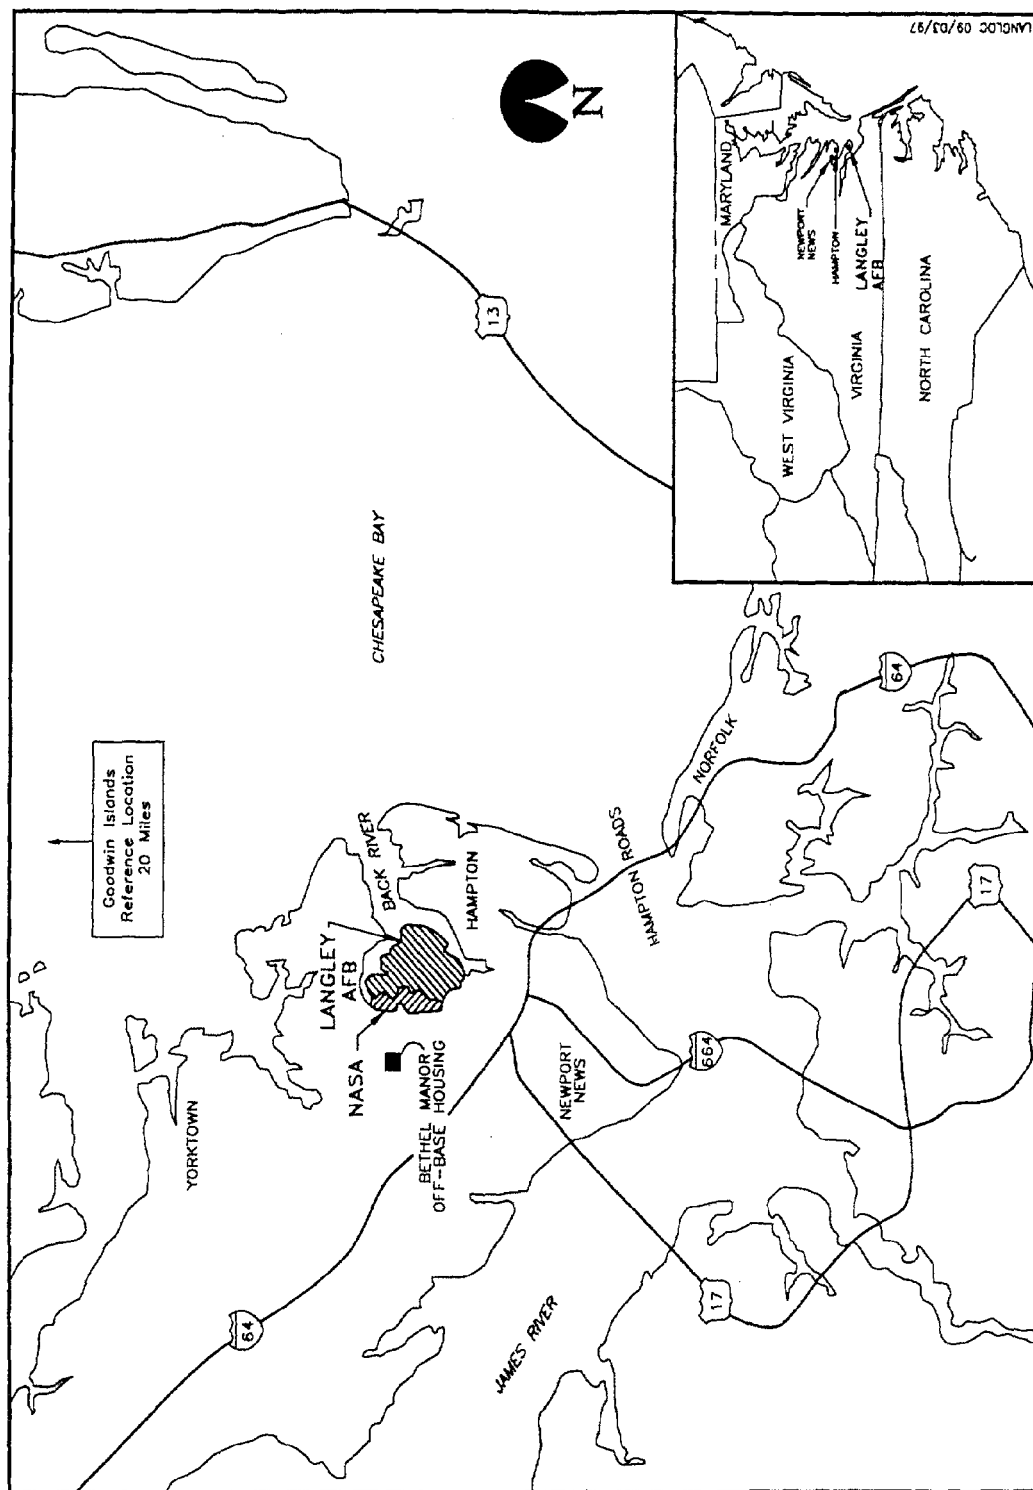 LANGLOC 09/03/97
N
MARYLAND
NEWPORT
NEWS
HAMPTON
LANGLEY
AFB
WEST VIRGINIA
VIRGINIA
NORTH CAROLINA
13
CHESAPEAKE BAY
Goodwin Islands
Reference Location
20 Miles
BACK RIVER
HAMPTON
LANGLEY
AFB
NASA
BETHEL MANOR
OFF-BASE HOUSING
YORKTOWN
NEWPORT
NEWS
HAMPTON ROADS
NORFOLK
64
17
664
64
17
JAMES RIVER